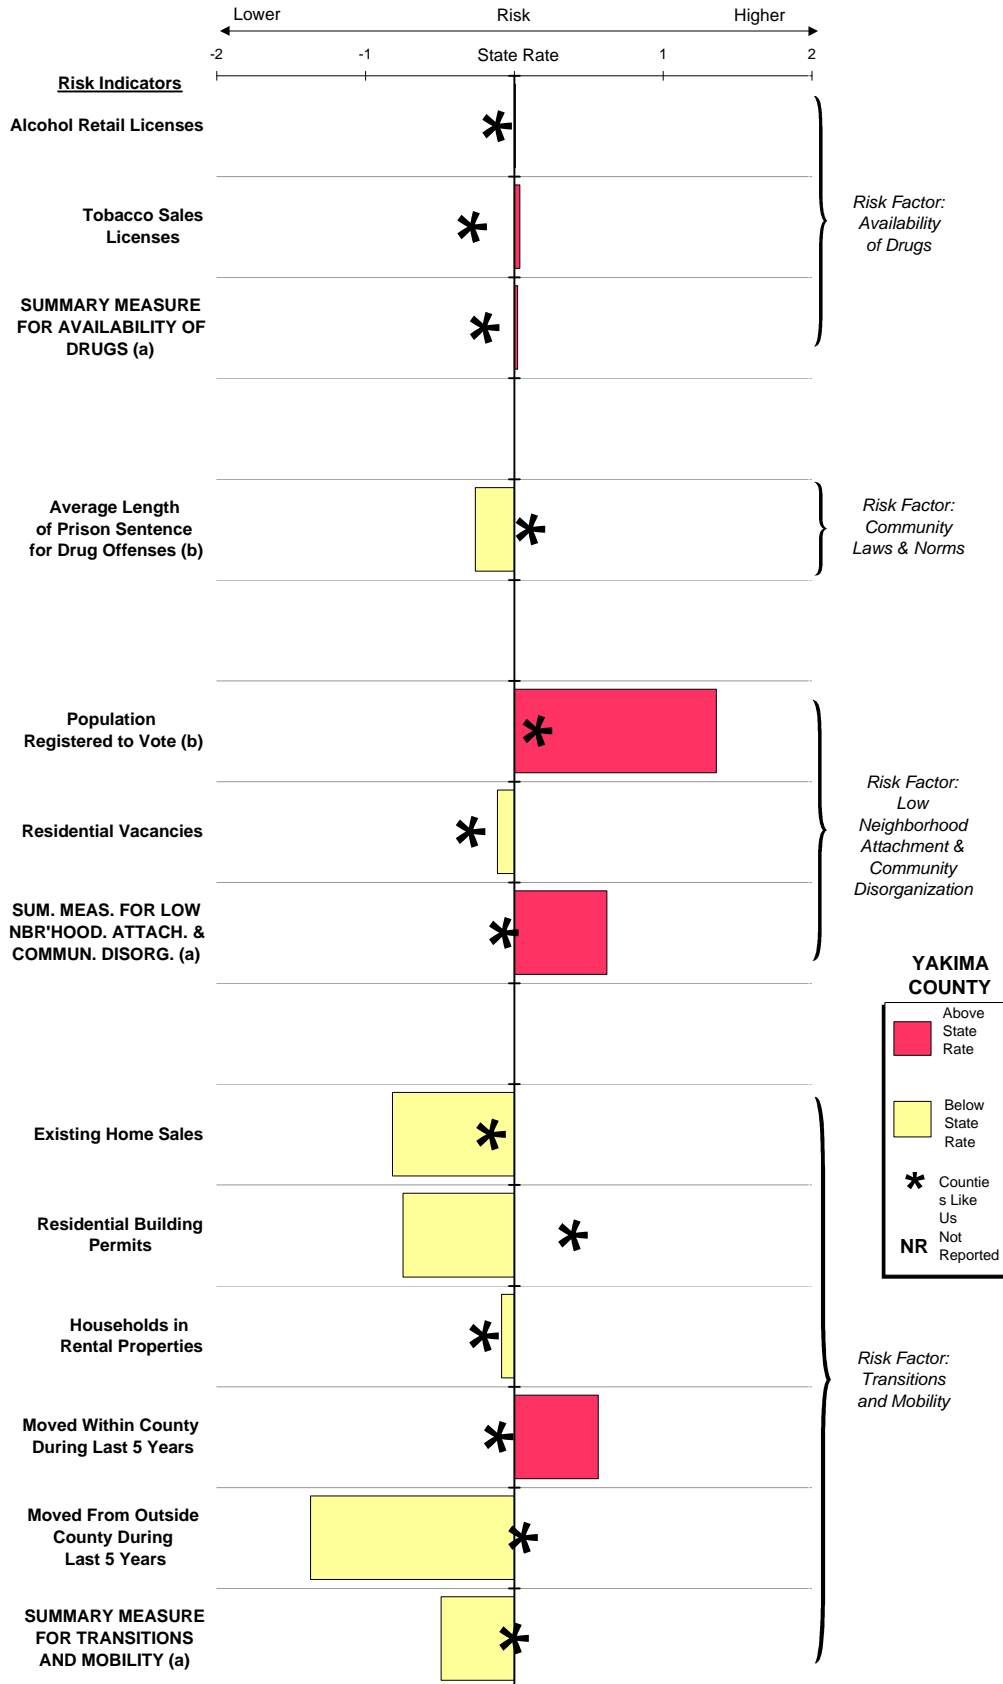 Lower Risk Higher
-2 -1 State Rate 1 2
Risk Indicators
Alcohol Retail Licenses
Tobacco Sales
Licenses
SUMMARY MEASURE
FOR AVAILABILITY OF
DRUGS (a)
Risk Factor:
Availability
of Drugs
Average Length
of Prison Sentence
for Drug Offenses (b)
Risk Factor:
Community
Laws & Norms
Population
Registered to Vote (b)
Residential Vacancies
SUM. MEAS. FOR LOW
NBR'HOOD. ATTACH. &
COMMUN. DISORG. (a)
Risk Factor:
Low
Neighborhood
Attachment &
Community
Disorganization
YAKIMA
COUNTY
Above
State
Rate
Below
State
Rate
* Countie
s Like
Us
NR Not
Reported
Existing Home Sales
Residential Building
Permits
Households in
Rental Properties
Moved Within County
During Last 5 Years
Moved From Outside
County During
Last 5 Years
SUMMARY MEASURE
FOR TRANSITIONS
AND MOBILITY (a)
Risk Factor:
Transitions
and Mobility